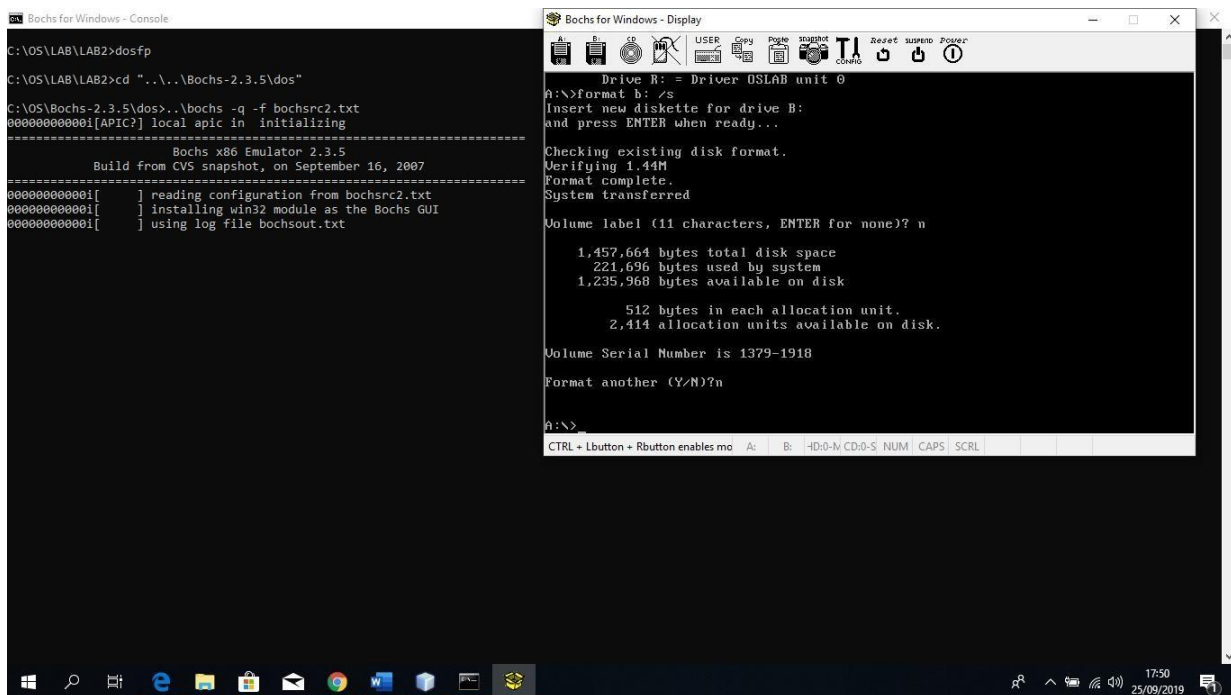 Bochs for Windows - Console
C:\OS\LAB\LAB2>dosfp
C:\OS\LAB\LAB2>cd "..\..\Bochs-2.3.5\dos"
C:\OS\Bochs-2.3.5\dos>..\bochs -q -f bochsrc2.txt
00000000000i[APIC?] local apic in  initializing
========================================================================
Bochs x86 Emulator 2.3.5
Build from CVS snapshot, on September 16, 2007
========================================================================
00000000000i[     ] reading configuration from bochsrc2.txt
00000000000i[     ] installing win32 module as the Bochs GUI
00000000000i[     ] using log file bochsout.txt
Bochs for Windows - Display
A: B: CD USER Copy Paste snapshot CONFIG Reset SUSPEND Power
Drive R: = Driver OSLAB unit 0
A:\>format b: /s
Insert new diskette for drive B:
and press ENTER when ready...
Checking existing disk format.
Verifying 1.44M
Format complete.
System transferred
Volume label (11 characters, ENTER for none)? n
1,457,664 bytes total disk space
221,696 bytes used by system
1,235,968 bytes available on disk
512 bytes in each allocation unit.
2,414 allocation units available on disk.
Volume Serial Number is 1379-1918
Format another (Y/N)?n
A:\>_
CTRL + Lbutton + Rbutton enables mo A: B: HD:0-M CD:0-S NUM CAPS SCRL
17:50
25/09/2019